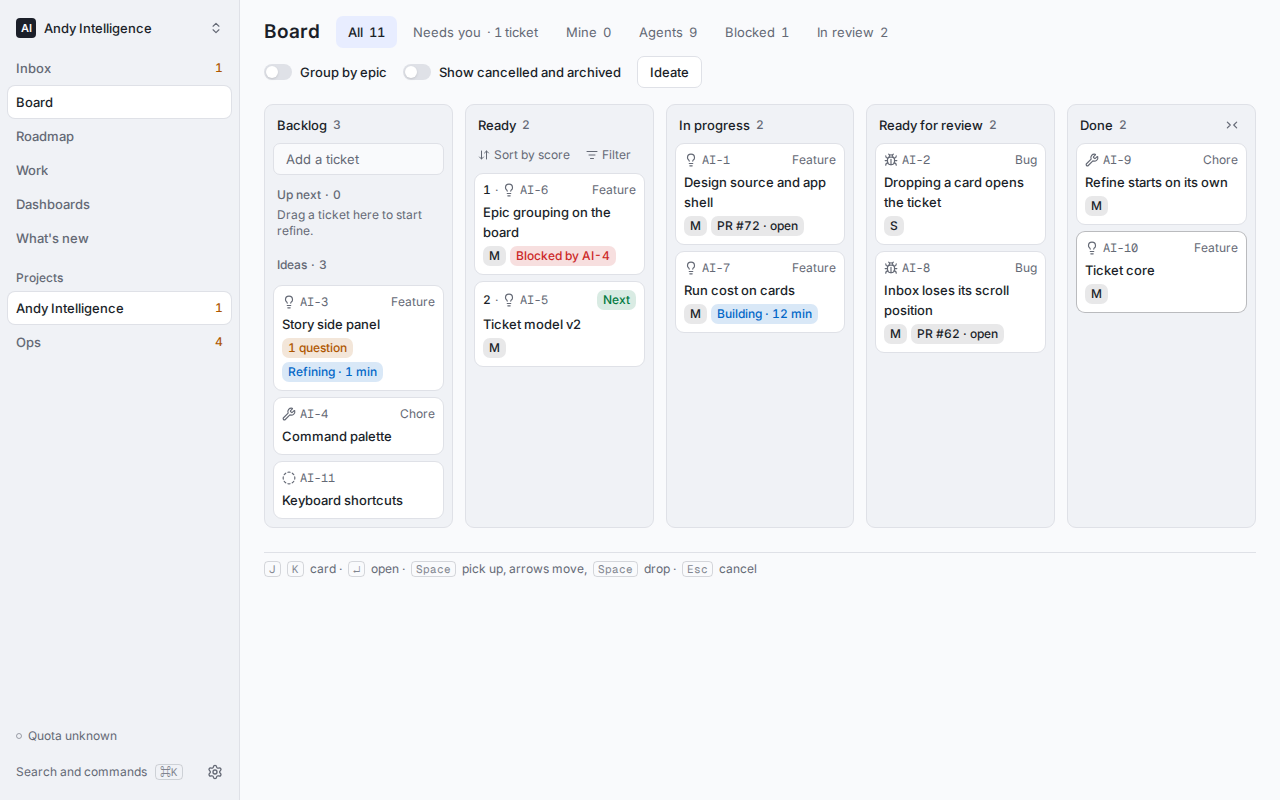 AI Andy Intelligence
Inbox 1
Board
Roadmap
Work
Dashboards
What's new
Projects
Andy Intelligence 1
Ops 4
Quota unknown
Search and commands ⌘K
Board All 11 Needs you · 1 ticket Mine 0 Agents 9 Blocked 1 In review 2
Group by epic Show cancelled and archived Ideate
Backlog 3
Add a ticket
Up next · 0
Drag a ticket here to start
refine.
Ideas · 3
AI-3 Feature
Story side panel
1 question
Refining · 1 min
AI-4 Chore
Command palette
AI-11
Keyboard shortcuts
Ready 2
Sort by score Filter
1 · AI-6 Feature
Epic grouping on the
board
M Blocked by AI-4
2 · AI-5 Next
Ticket model v2
M
In progress 2
AI-1 Feature
Design source and app
shell
M PR #72 · open
AI-7 Feature
Run cost on cards
M Building · 12 min
Ready for review 2
AI-2 Bug
Dropping a card opens
the ticket
S
AI-8 Bug
Inbox loses its scroll
position
M PR #62 · open
Done 2
AI-9 Chore
Refine starts on its own
M
AI-10 Feature
Ticket core
M
J K card · ↵ open · Space pick up, arrows move, Space drop · Esc cancel